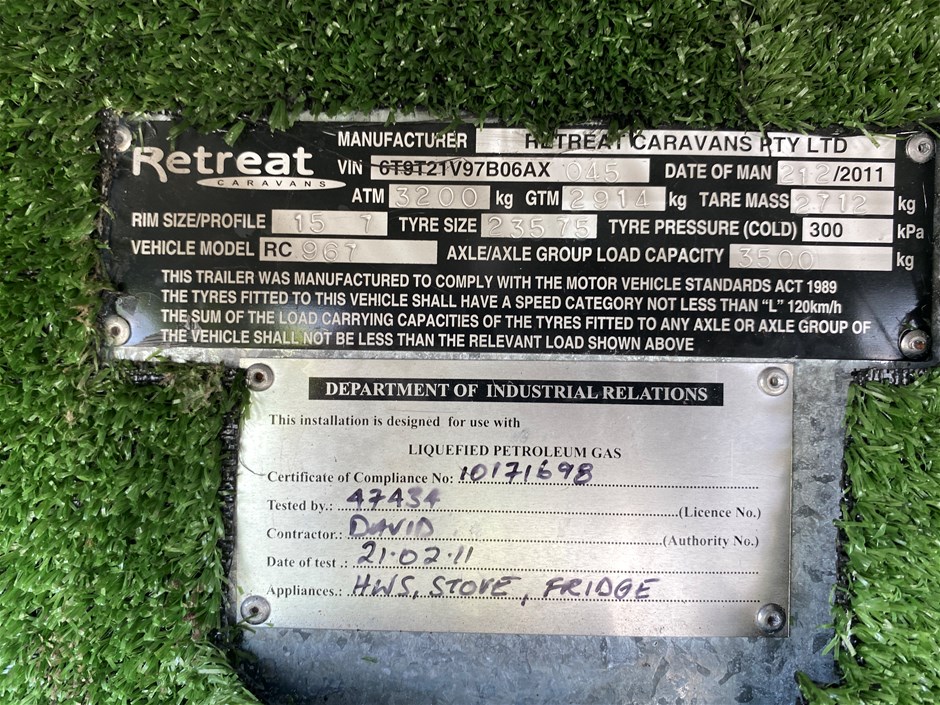 Retreat
CARAVANS
MANUFACTURER RETREAT CARAVANS PTY LTD
VIN 6T9T21V97B06AX 045 DATE OF MAN 212/2011
ATM 3200 kg GTM 2914 kg TARE MASS 2712 kg
RIM SIZE/PROFILE 15 7 TYRE SIZE 235 75 TYRE PRESSURE (COLD) 300 kPa
VEHICLE MODEL RC 967 AXLE/AXLE GROUP LOAD CAPACITY 3500 kg
THIS TRAILER WAS MANUFACTURED TO COMPLY WITH THE MOTOR VEHICLE STANDARDS ACT 1989
THE TYRES FITTED TO THIS VEHICLE SHALL HAVE A SPEED CATEGORY NOT LESS THAN "L" 120km/h
THE SUM OF THE LOAD CARRYING CAPACITIES OF THE TYRES FITTED TO ANY AXLE OR AXLE GROUP OF
THE VEHICLE SHALL NOT BE LESS THAN THE RELEVANT LOAD SHOWN ABOVE
DEPARTMENT OF INDUSTRIAL RELATIONS
This installation is designed for use with
LIQUEFIED PETROLEUM GAS
Certificate of Compliance No: 10171698
Tested by.: 47434 (Licence No.)
Contractor.: DAVID (Authority No.)
Date of test .: 21.02.11
Appliances.: HWS, STOVE, FRIDGE